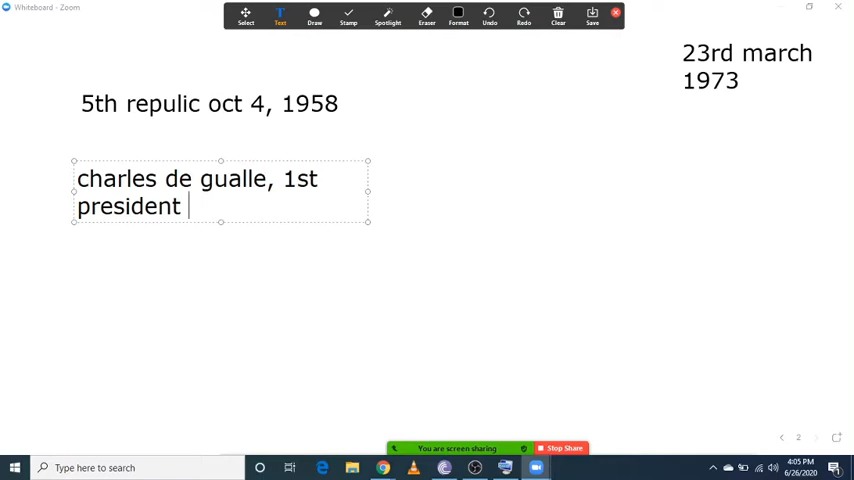 Whiteboard - Zoom
Select Text Draw Stamp Spotlight Eraser Format Undo Redo Clear Save
23rd march
1973
5th repulic oct 4, 1958
charles de gualle, 1st
president
2
You are screen sharing Stop Share
Type here to search
4:05 PM
6/26/2020